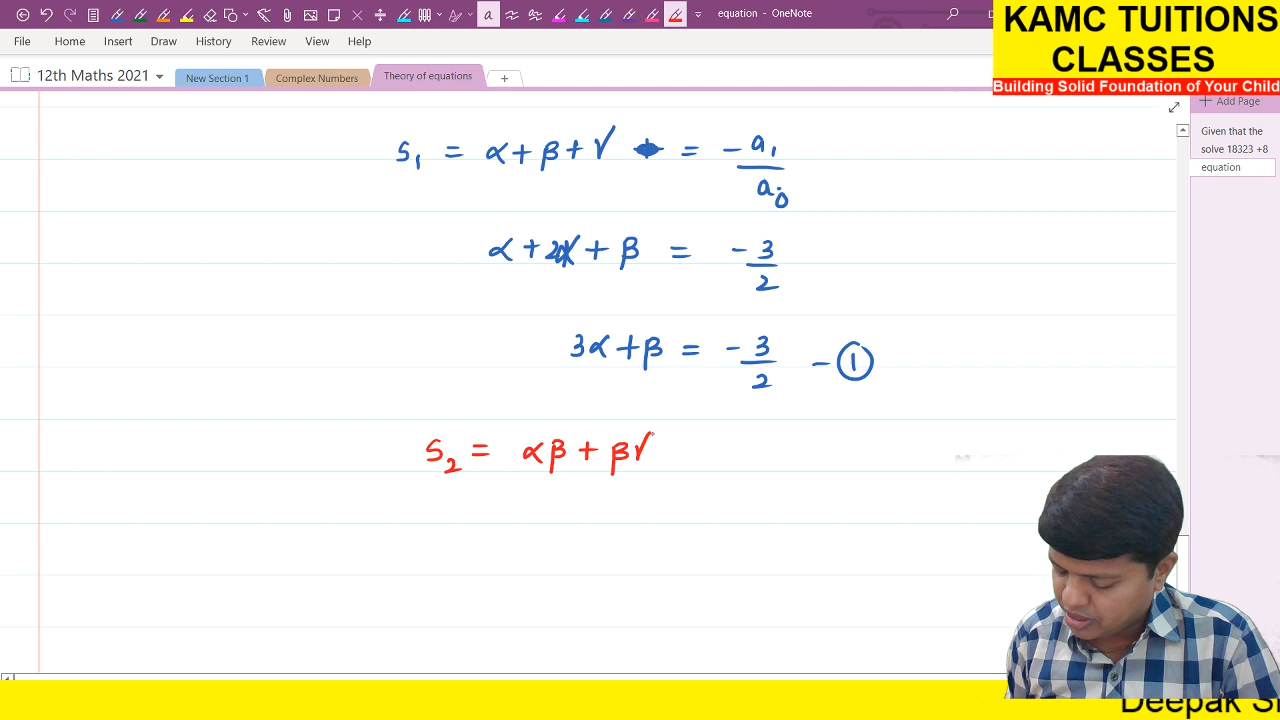 equation - OneNote
File Home Insert Draw History Review View Help
12th Maths 2021 New Section 1 Complex Numbers Theory of equations +
KAMC TUITIONS
CLASSES
Building Solid Foundation of Your Child
Add Page
Given that the
solve 18323 +8
equation
S₁ = α + β + γ = -a₁/a₀
α + 2α + β = -3/2
3α + β = -3/2 - ①
S₂ = αβ + βγ
Deepak S